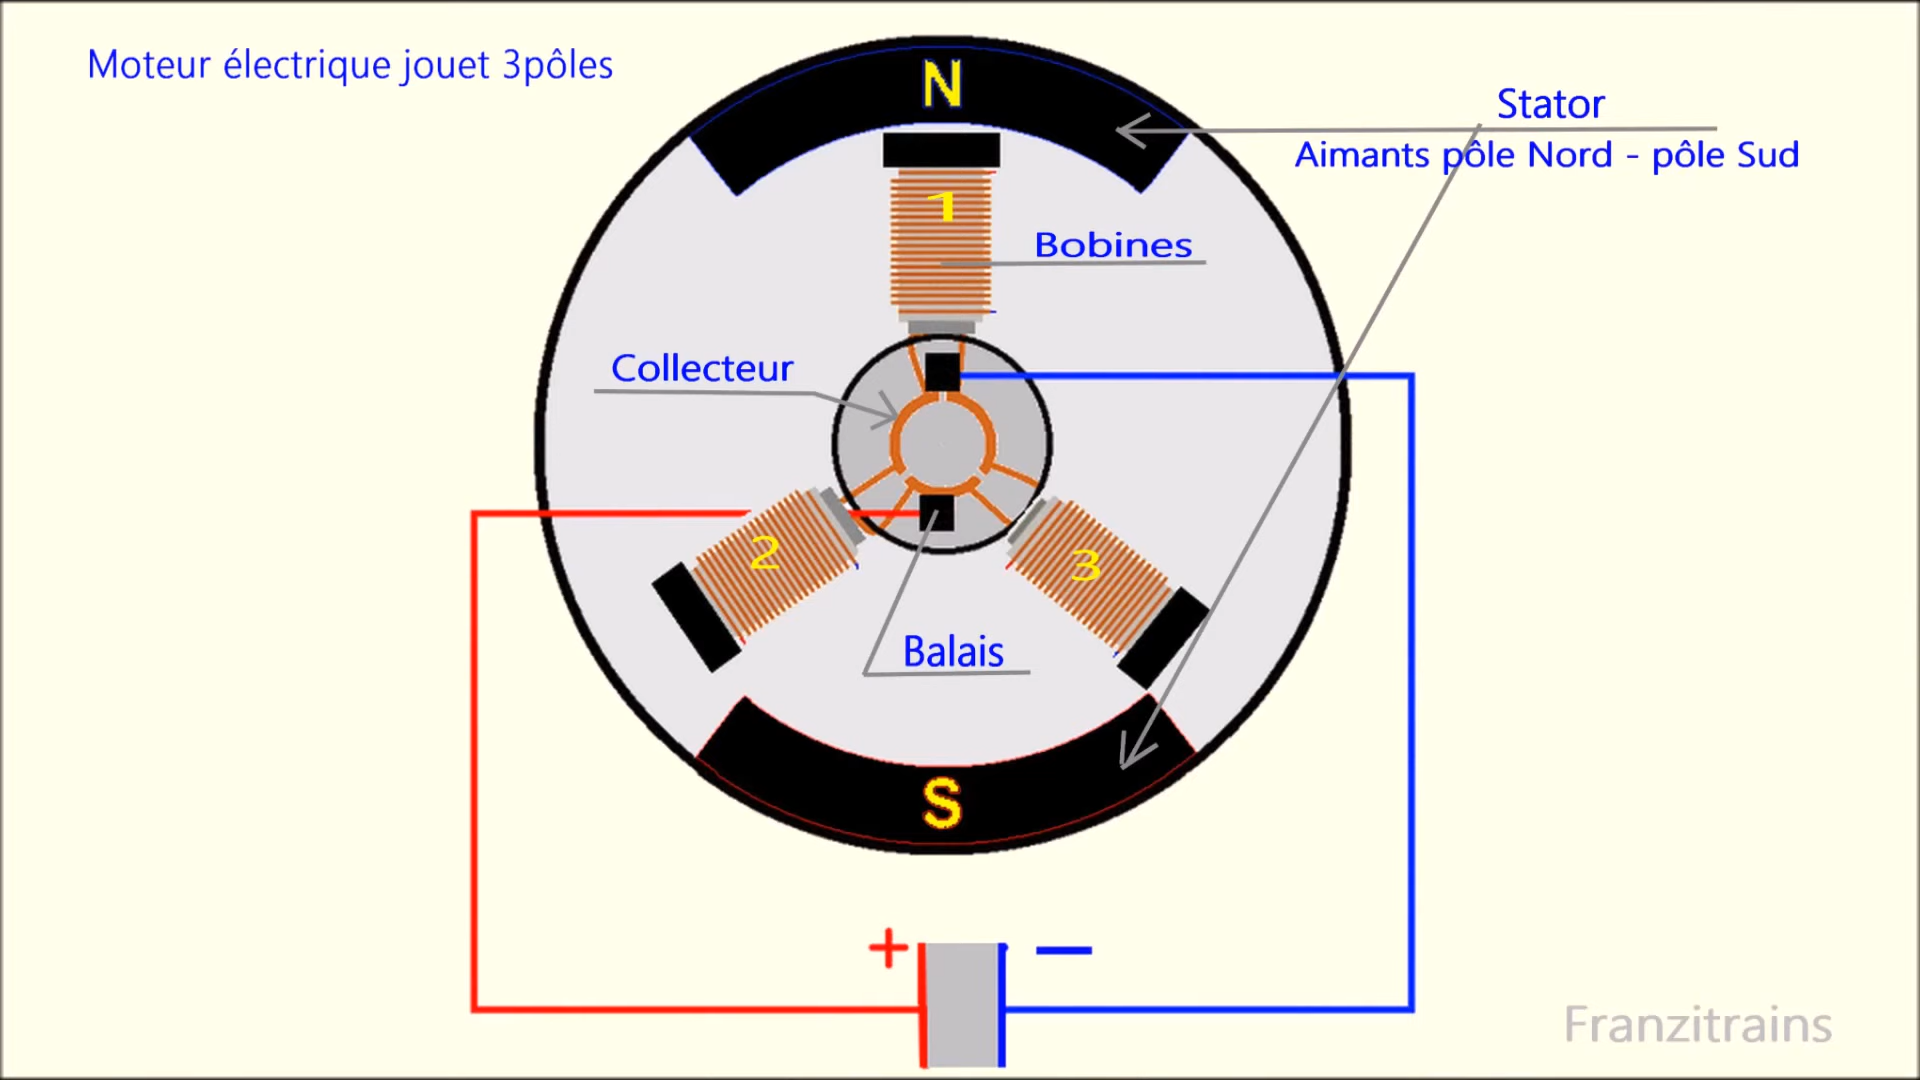 Moteur électrique jouet 3pôles
N
Stator
Aimants pôle Nord - pôle Sud
1
Bobines
Collecteur
2
3
Balais
S
+ −
Franzitrains